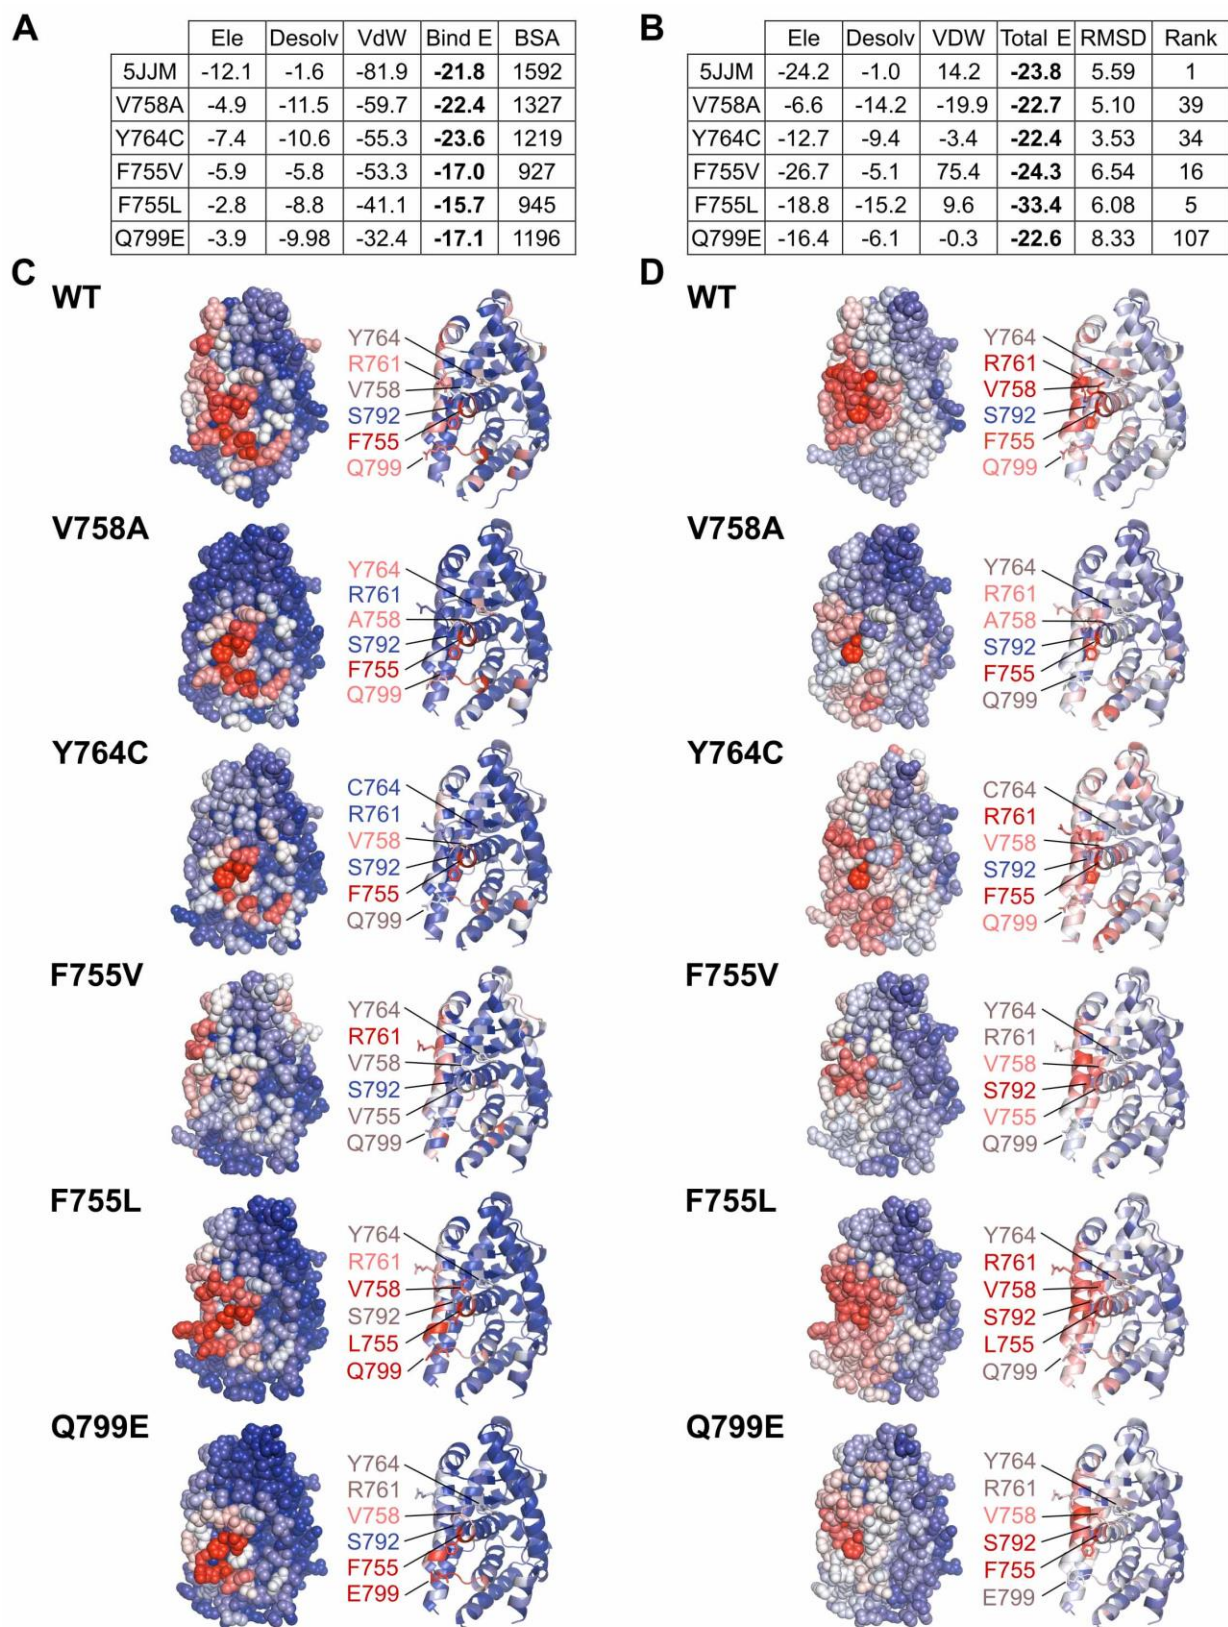 A
Ele Desolv VdW Bind E BSA
5JJM -12.1 -1.6 -81.9 -21.8 1592
V758A -4.9 -11.5 -59.7 -22.4 1327
Y764C -7.4 -10.6 -55.3 -23.6 1219
F755V -5.9 -5.8 -53.3 -17.0 927
F755L -2.8 -8.8 -41.1 -15.7 945
Q799E -3.9 -9.98 -32.4 -17.1 1196
B
Ele Desolv VDW Total E RMSD Rank
5JJM -24.2 -1.0 14.2 -23.8 5.59 1
V758A -6.6 -14.2 -19.9 -22.7 5.10 39
Y764C -12.7 -9.4 -3.4 -22.4 3.53 34
F755V -26.7 -5.1 75.4 -24.3 6.54 16
F755L -18.8 -15.2 9.6 -33.4 6.08 5
Q799E -16.4 -6.1 -0.3 -22.6 8.33 107
C
WT
Y764
R761
V758
S792
F755
Q799
V758A
Y764
R761
A758
S792
F755
Q799
Y764C
C764
R761
V758
S792
F755
Q799
F755V
Y764
R761
V758
S792
V755
Q799
F755L
Y764
R761
V758
S792
L755
Q799
Q799E
Y764
R761
V758
S792
F755
E799
D
WT
Y764
R761
V758
S792
F755
Q799
V758A
Y764
R761
A758
S792
F755
Q799
Y764C
C764
R761
V758
S792
F755
Q799
F755V
Y764
R761
V758
S792
V755
Q799
F755L
Y764
R761
V758
S792
L755
Q799
Q799E
Y764
R761
V758
S792
F755
E799